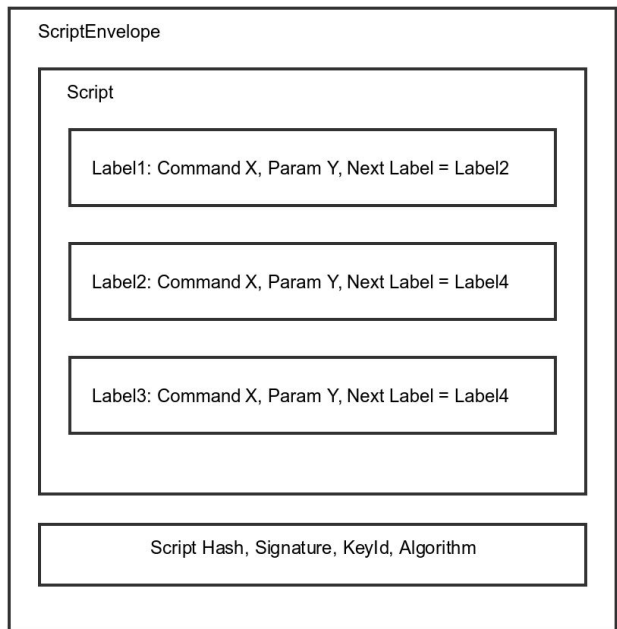 ScriptEnvelope
Script
Label1: Command X, Param Y, Next Label = Label2
Label2: Command X, Param Y, Next Label = Label4
Label3: Command X, Param Y, Next Label = Label4
Script Hash, Signature, KeyId, Algorithm